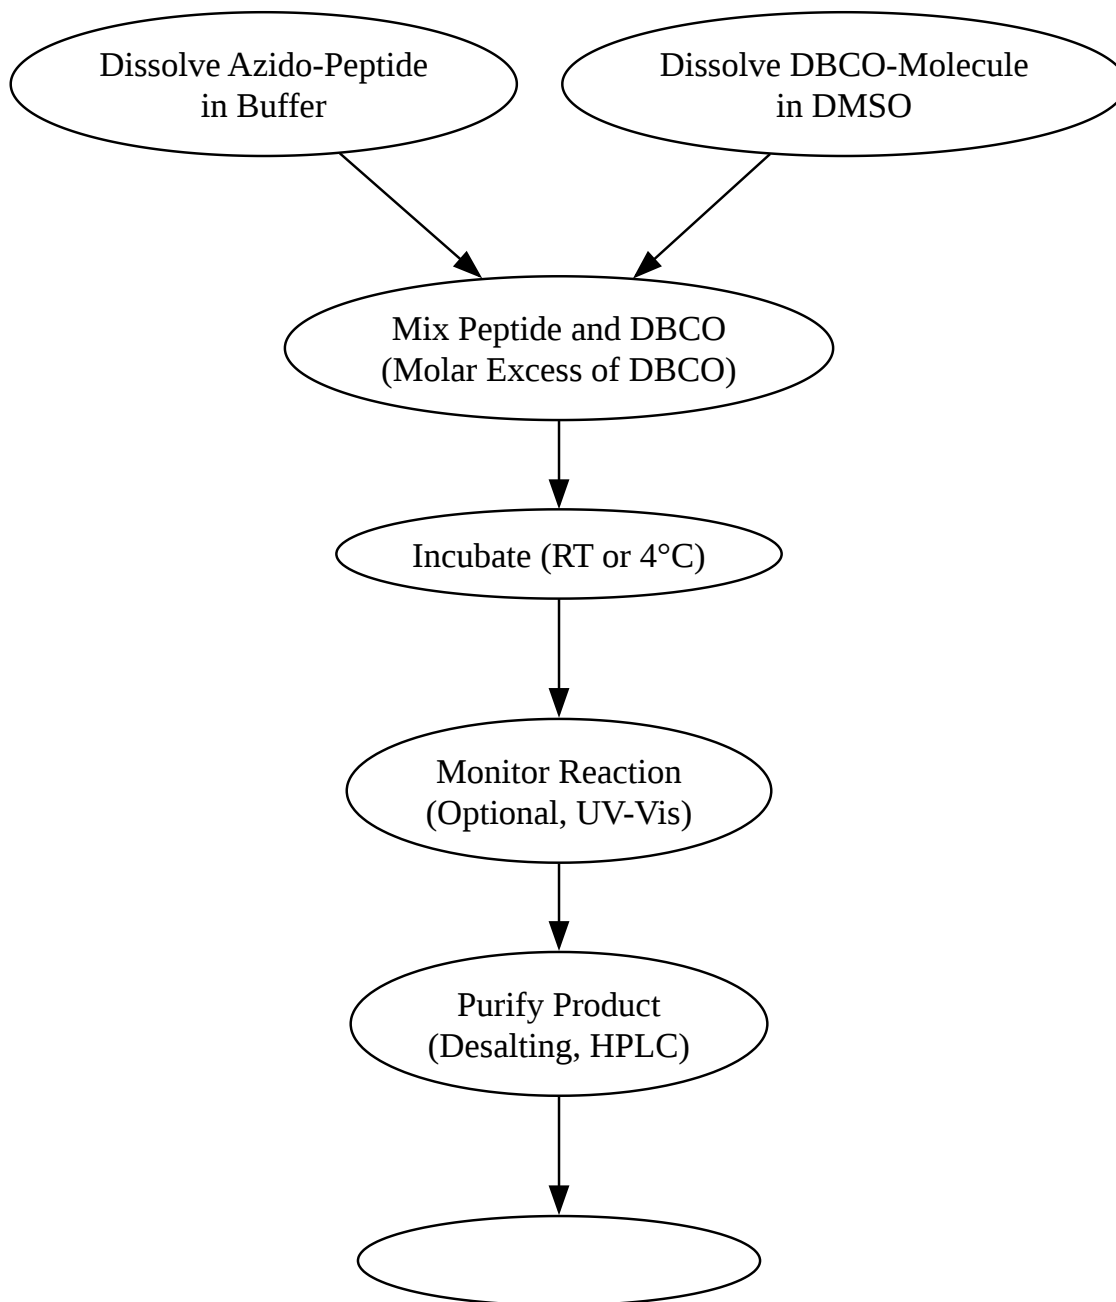 Dissolve Azido-Peptide
in Buffer
Dissolve DBCO-Molecule
in DMSO
Mix Peptide and DBCO
(Molar Excess of DBCO)
Incubate (RT or 4°C)
Monitor Reaction
(Optional, UV-Vis)
Purify Product
(Desalting, HPLC)